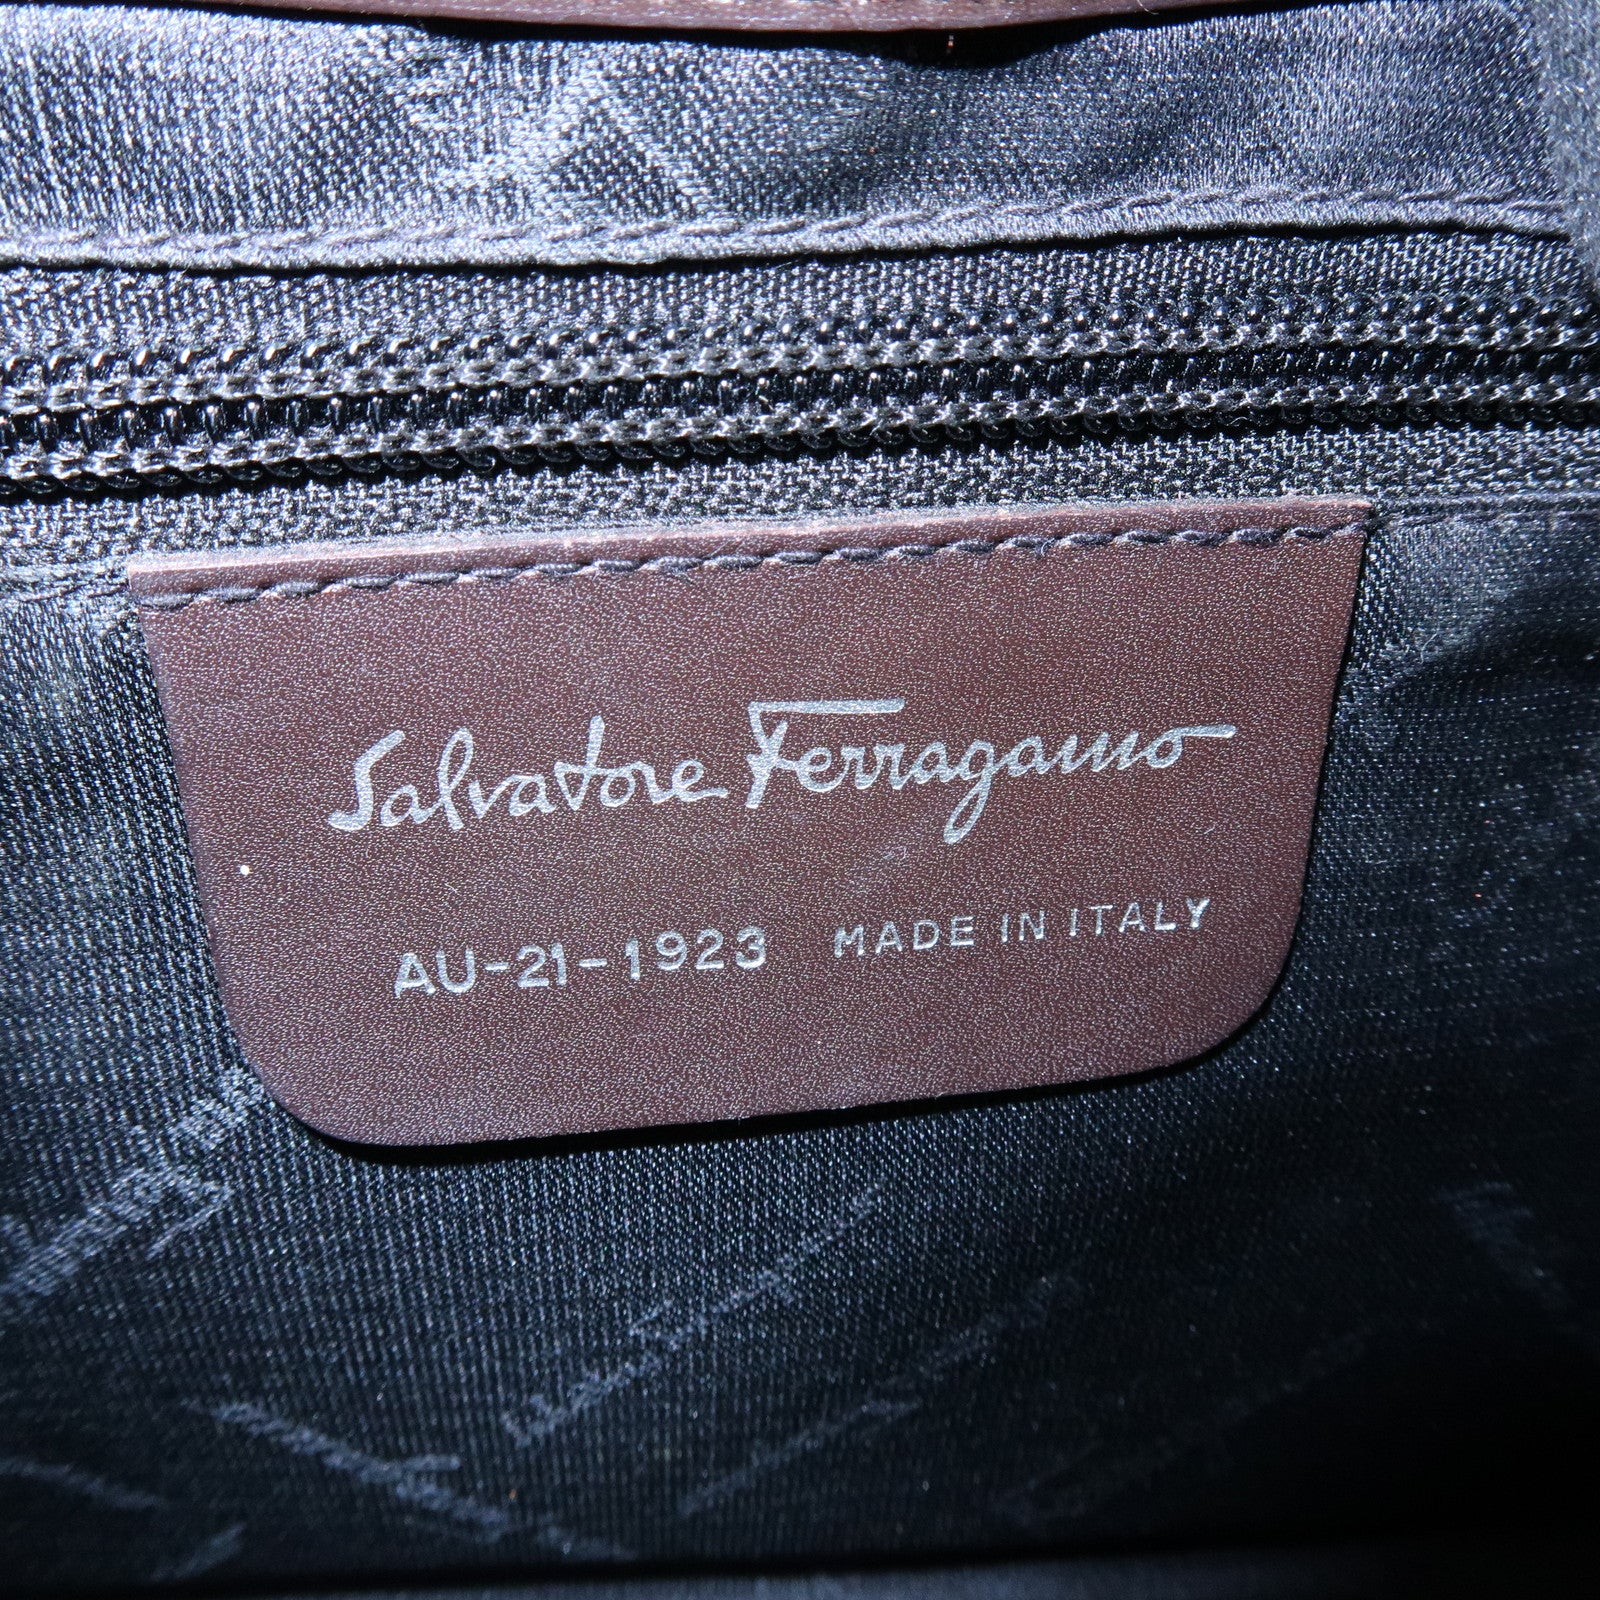 Salvatore Ferragamo
AU-21-1923 MADE IN ITALY